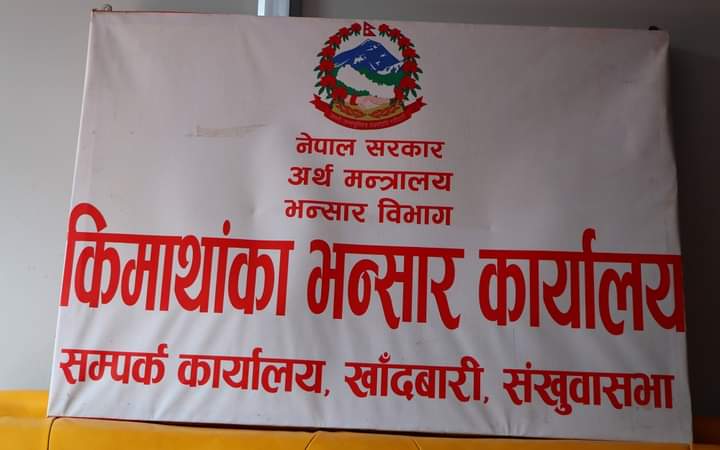 नेपाल सरकार
अर्थ मन्त्रालय
भन्सार विभाग
किमाथांका भन्सार कार्यालय
सम्पर्क कार्यालय, खाँदबारी, संखुवासभा